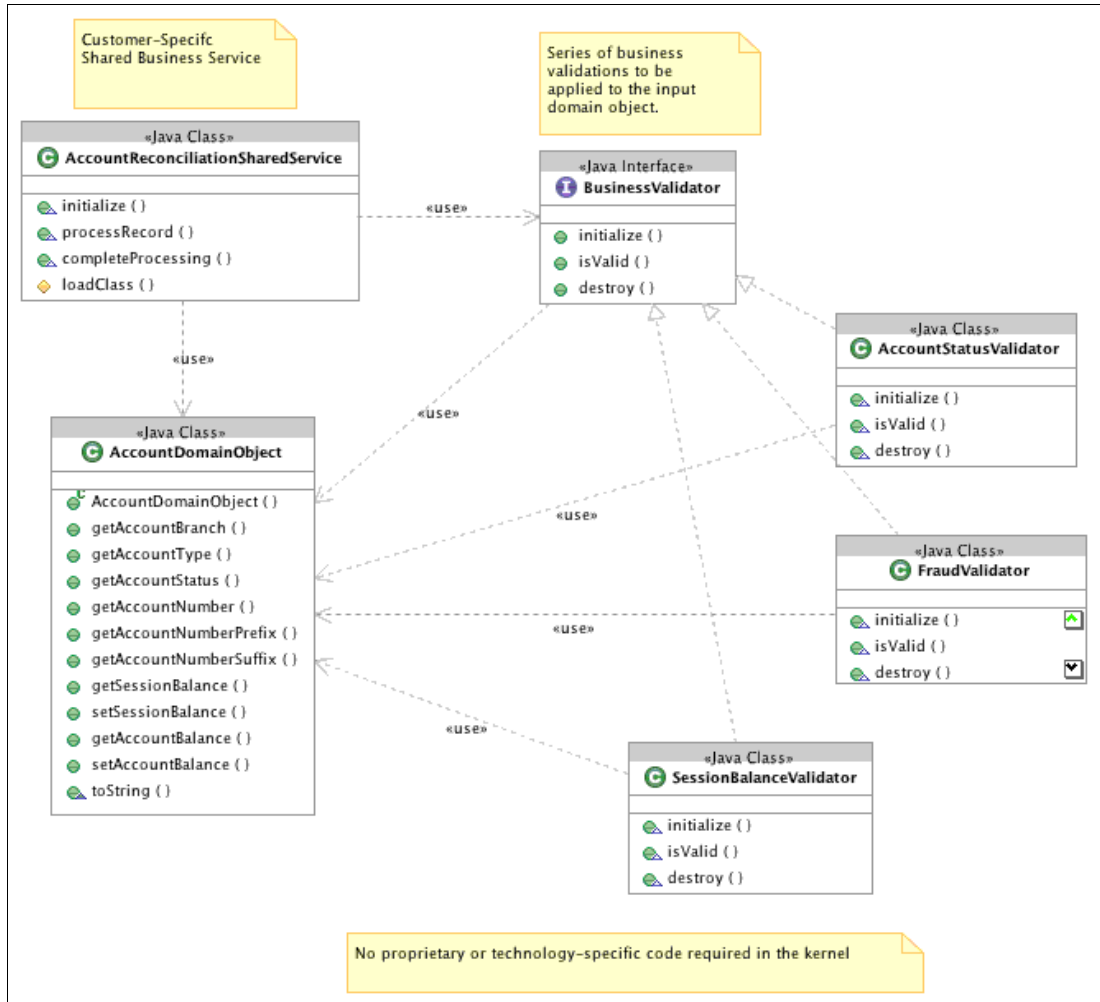 Customer-Specifc
Shared Business Service
Series of business
validations to be
applied to the input
domain object.
«Java Class»
C AccountReconciliationSharedService
initialize ( )
processRecord ( )
completeProcessing ( )
loadClass ( )
«use»
«Java Interface»
I BusinessValidator
initialize ( )
isValid ( )
destroy ( )
«use»
«use»
«Java Class»
C AccountStatusValidator
initialize ( )
isValid ( )
destroy ( )
«Java Class»
C AccountDomainObject
C AccountDomainObject ( )
getAccountBranch ( )
getAccountType ( )
getAccountStatus ( )
getAccountNumber ( )
getAccountNumberPrefix ( )
getAccountNumberSuffix ( )
getSessionBalance ( )
setSessionBalance ( )
getAccountBalance ( )
setAccountBalance ( )
toString ( )
«use»
«use»
«use»
«Java Class»
C FraudValidator
initialize ( )
isValid ( )
destroy ( )
«Java Class»
C SessionBalanceValidator
initialize ( )
isValid ( )
destroy ( )
No proprietary or technology-specific code required in the kernel